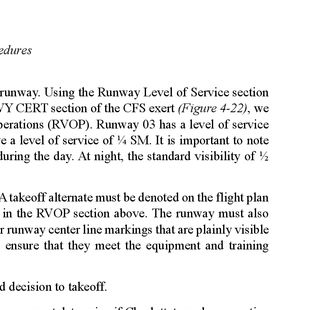 edures
runway. Using the Runway Level of Service section
VY CERT section of the CFS exert (Figure 4-22), we
perations (RVOP). Runway 03 has a level of service
e a level of service of ¼ SM. It is important to note
during the day. At night, the standard visibility of ½
A takeoff alternate must be denoted on the flight plan
in the RVOP section above. The runway must also
r runway center line markings that are plainly visible
ensure that they meet the equipment and training
d decision to takeoff.